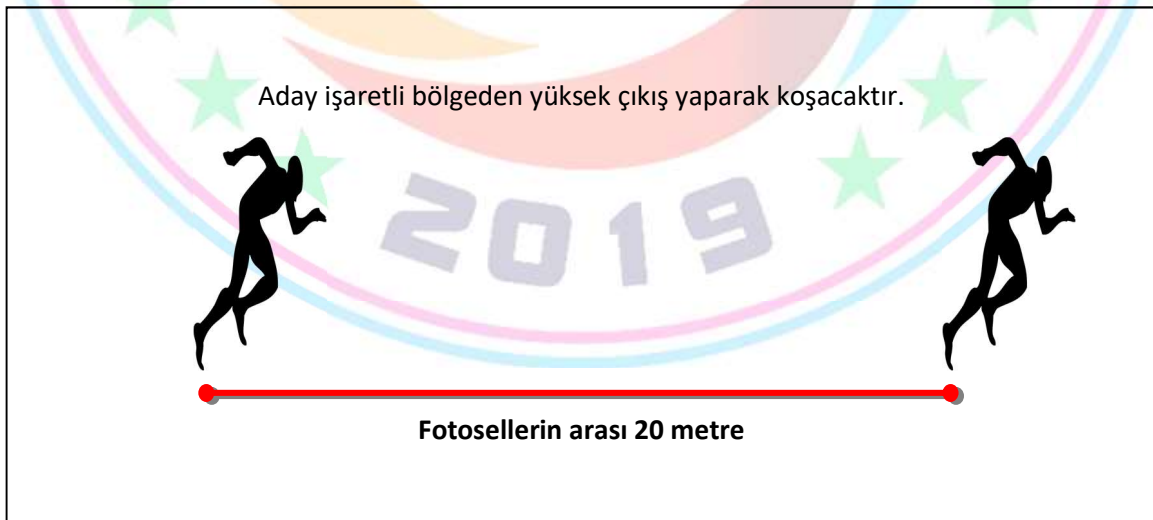 Aday işaretli bölgeden yüksek çıkış yaparak koşacaktır.
2019
Fotosellerin arası 20 metre